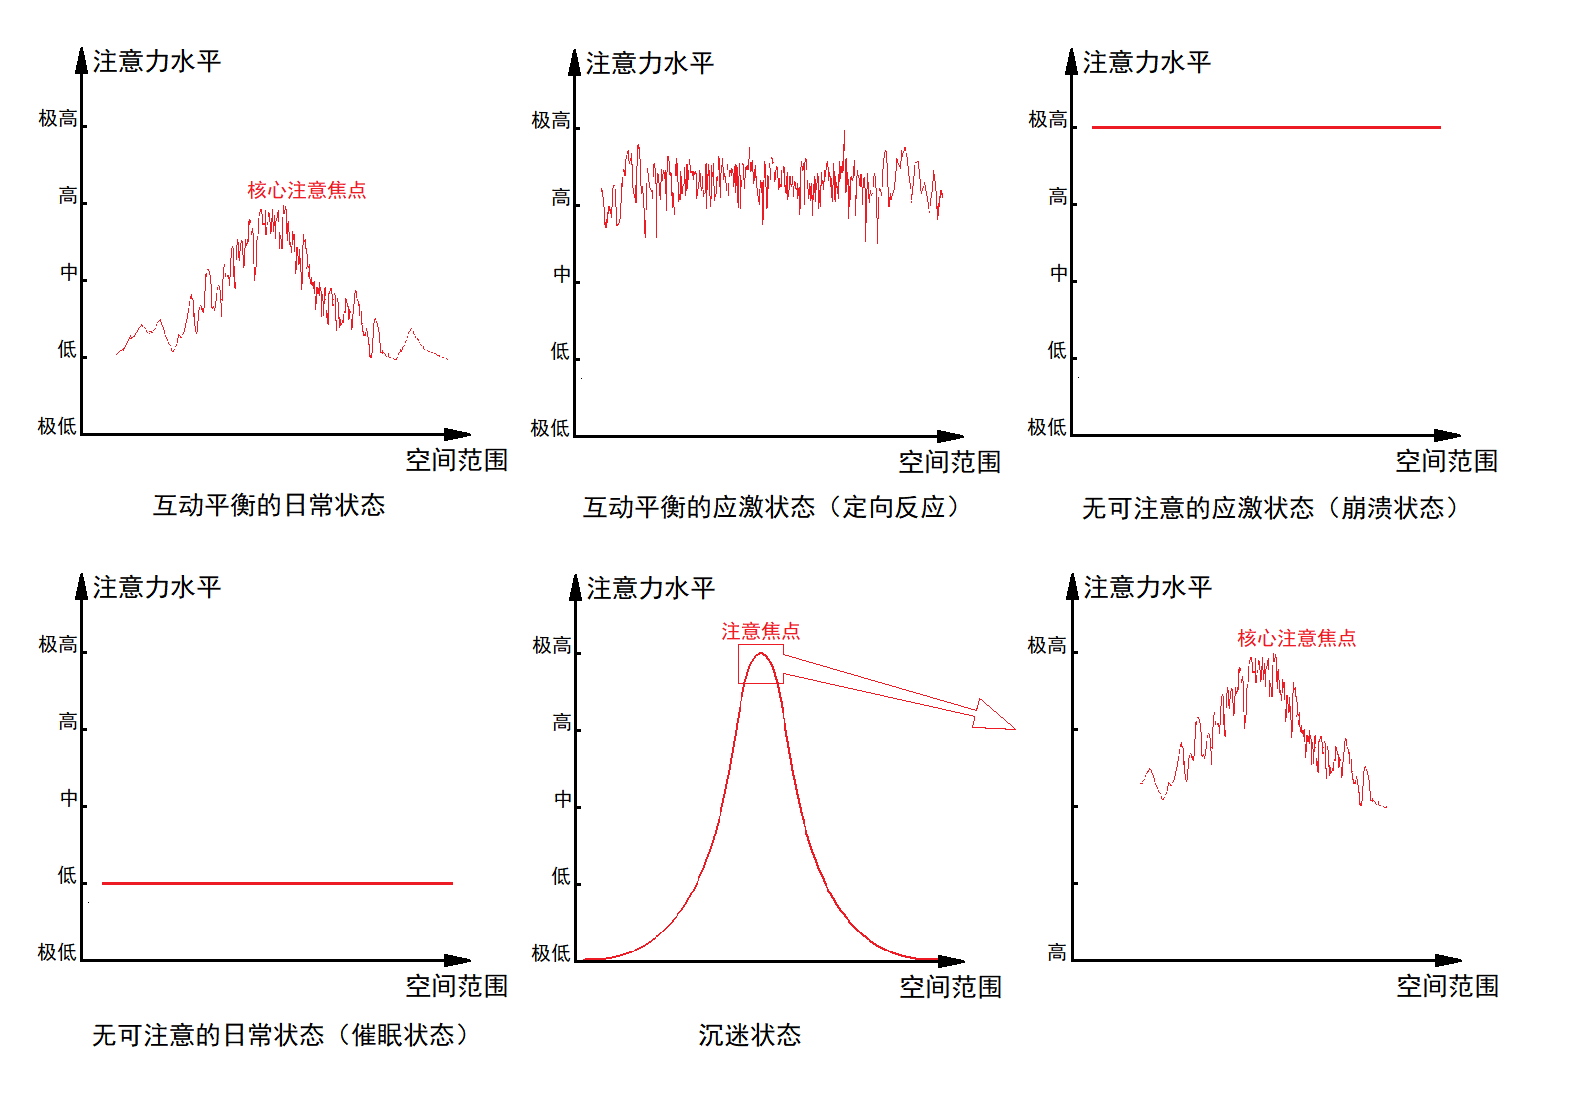 注意力水平
极高
高
中
低
极低
核心注意焦点
空间范围
互动平衡的日常状态
注意力水平
极高
高
中
低
极低
空间范围
互动平衡的应激状态（定向反应）
注意力水平
极高
高
中
低
极低
空间范围
无可注意的应激状态（崩溃状态）
注意力水平
极高
高
中
低
极低
空间范围
无可注意的日常状态（催眠状态）
注意力水平
注意焦点
极高
高
中
低
极低
空间范围
沉迷状态
注意力水平
核心注意焦点
极高
高
空间范围